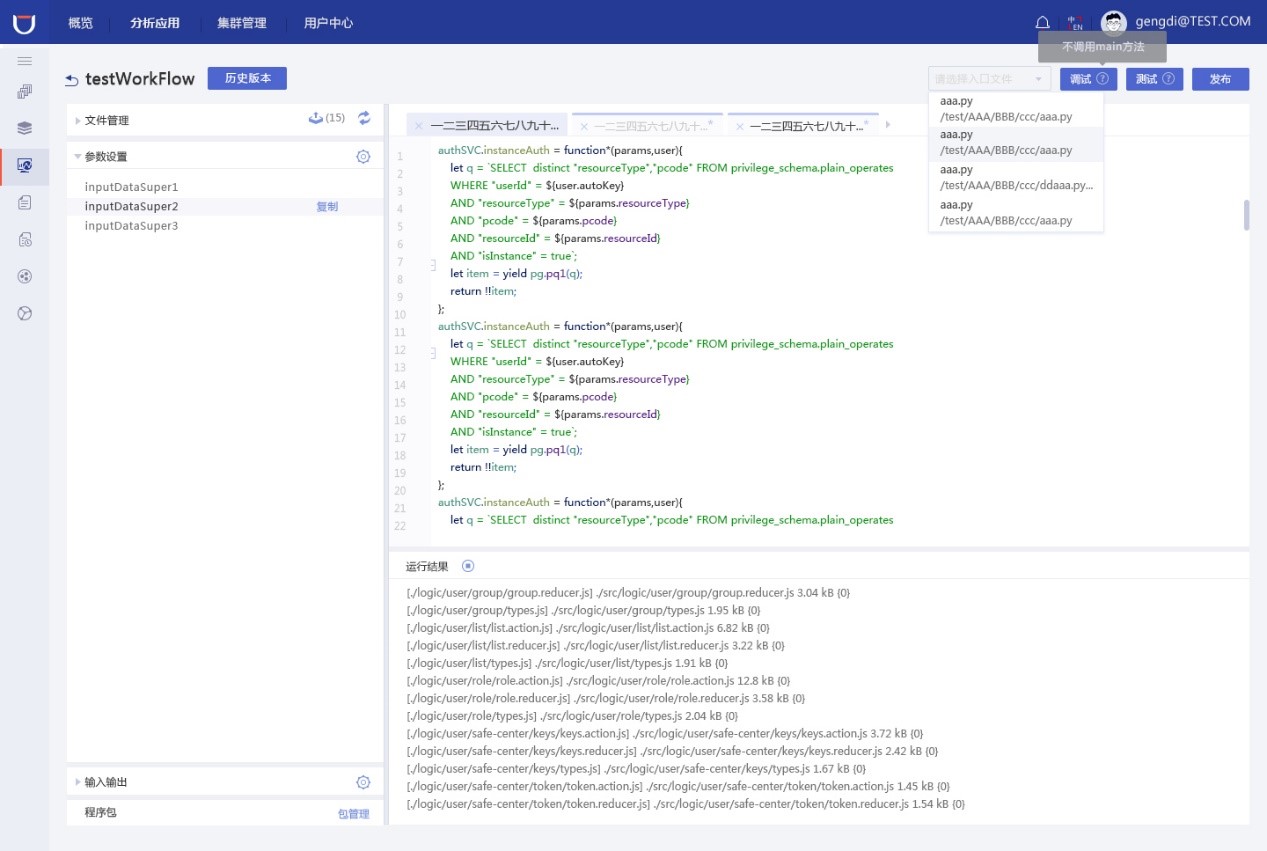 概览 分析应用 集群管理 用户中心 中 EN gengdi@TEST.COM
不调用main方法
testWorkFlow 历史版本 请选择入口文件 调试 ? 测试 ? 发布
aaa.py
/test/AAA/BBB/ccc/aaa.py
aaa.py
/test/AAA/BBB/ccc/aaa.py
aaa.py
/test/AAA/BBB/ccc/ddaaa.py...
aaa.py
/test/AAA/BBB/ccc/aaa.py
文件管理 (15)
参数设置
inputDataSuper1
inputDataSuper2 复制
inputDataSuper3
输入输出
程序包 包管理
一二三四五六七八九十... 一二三四五六七八九十...* 一二三四五六七八九十...*
1 authSVC.instanceAuth = function*(params,user){
2 let q = `SELECT distinct "resourceType","pcode" FROM privilege_schema.plain_operates
3 WHERE "userId" = ${user.autoKey}
4 AND "resourceType" = ${params.resourceType}
5 AND "pcode" = ${params.pcode}
6 AND "resourceId" = ${params.resourceId}
7 AND "isInstance" = true`;
8 let item = yield pg.pq1(q);
9 return !!item;
10 };
11 authSVC.instanceAuth = function*(params,user){
12 let q = `SELECT distinct "resourceType","pcode" FROM privilege_schema.plain_operates
13 WHERE "userId" = ${user.autoKey}
14 AND "resourceType" = ${params.resourceType}
15 AND "pcode" = ${params.pcode}
16 AND "resourceId" = ${params.resourceId}
17 AND "isInstance" = true`;
18 let item = yield pg.pq1(q);
19 return !!item;
20 };
21 authSVC.instanceAuth = function*(params,user){
22 let q = `SELECT distinct "resourceType","pcode" FROM privilege_schema.plain_operates
运行结果
[./logic/user/group/group.reducer.js] ./src/logic/user/group/group.reducer.js 3.04 kB {0}
[./logic/user/group/types.js] ./src/logic/user/group/types.js 1.95 kB {0}
[./logic/user/list/list.action.js] ./src/logic/user/list/list.action.js 6.82 kB {0}
[./logic/user/list/list.reducer.js] ./src/logic/user/list/list.reducer.js 3.22 kB {0}
[./logic/user/list/types.js] ./src/logic/user/list/types.js 1.91 kB {0}
[./logic/user/role/role.action.js] ./src/logic/user/role/role.action.js 12.8 kB {0}
[./logic/user/role/role.reducer.js] ./src/logic/user/role/role.reducer.js 3.58 kB {0}
[./logic/user/role/types.js] ./src/logic/user/role/types.js 2.04 kB {0}
[./logic/user/safe-center/keys/keys.action.js] ./src/logic/user/safe-center/keys/keys.action.js 3.72 kB {0}
[./logic/user/safe-center/keys/keys.reducer.js] ./src/logic/user/safe-center/keys/keys.reducer.js 2.42 kB {0}
[./logic/user/safe-center/keys/types.js] ./src/logic/user/safe-center/keys/types.js 1.67 kB {0}
[./logic/user/safe-center/token/token.action.js] ./src/logic/user/safe-center/token/token.action.js 1.45 kB {0}
[./logic/user/safe-center/token/token.reducer.js] ./src/logic/user/safe-center/token/token.reducer.js 1.54 kB {0}